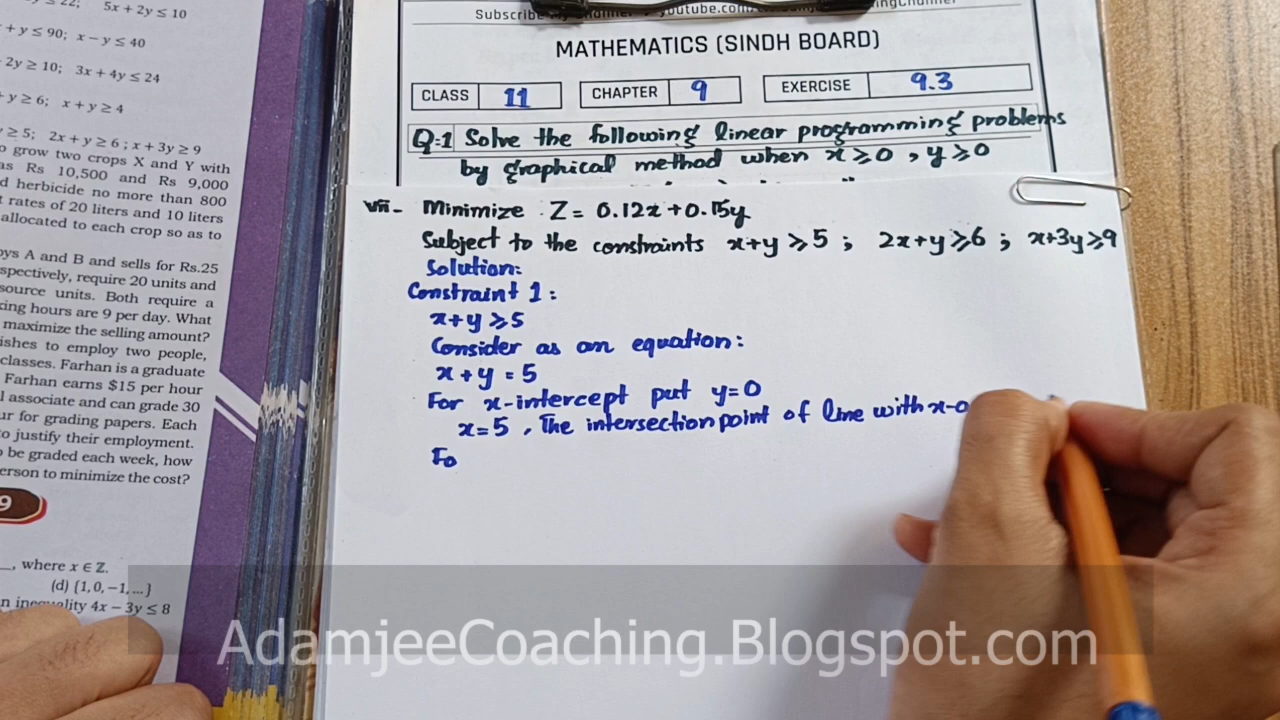 5x + 2y ≤ 10
+ y ≤ 90; x − y ≤ 40
2y ≥ 10; 3x + 4y ≤ 24
+ y ≥ 6; x + y ≥ 4
≥ 5; 2x + y ≥ 6; x + 3y ≥ 9
o grow two crops X and Y with
as Rs 10,500 and Rs 9,000
d herbicide no more than 800
t rates of 20 liters and 10 liters
allocated to each crop so as to
oys A and B and sells for Rs.25
spectively, require 20 units and
source units. Both require a
king hours are 9 per day. What
maximize the selling amount?
ishes to employ two people,
classes. Farhan is a graduate
Farhan earns $15 per hour
l associate and can grade 30
ur for grading papers. Each
to justify their employment.
be graded each week, how
erson to minimize the cost?
9
, where x ∈ ℤ.
(d) {1, 0, −1, ... }
n inequality 4x − 3y ≤ 8
Subscribe
MATHEMATICS (SINDH BOARD)
CLASS 11 CHAPTER 9 EXERCISE 9.3
Q.1 Solve the following linear programming problems
by graphical method when x ≥ 0 , y ≥ 0
vii- Minimize Z = 0.12x + 0.15y
Subject to the constraints x+y ≥ 5 ; 2x+y ≥ 6 ; x+3y ≥ 9
Solution:
Constraint 1:
x+y ≥ 5
Consider as an equation:
x + y = 5
For x-intercept put y=0
x=5 , The intersection point of line with x-a
Fo
AdamjeeCoaching.Blogspot.com